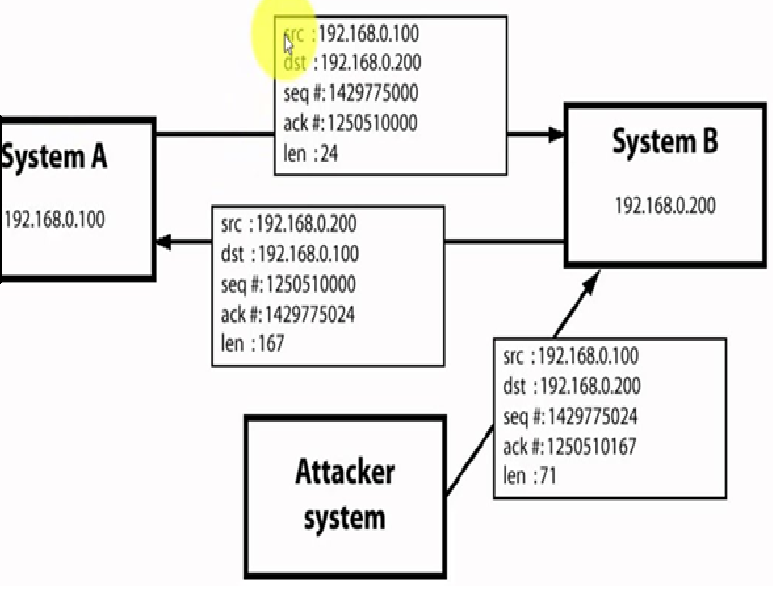 src : 192.168.0.100
dst : 192.168.0.200
seq #: 1429775000
ack #: 1250510000
len : 24
System A
192.168.0.100
System B
192.168.0.200
src : 192.168.0.200
dst : 192.168.0.100
seq #: 1250510000
ack #: 1429775024
len : 167
src : 192.168.0.100
dst : 192.168.0.200
seq #: 1429775024
ack #: 1250510167
len : 71
Attacker
system